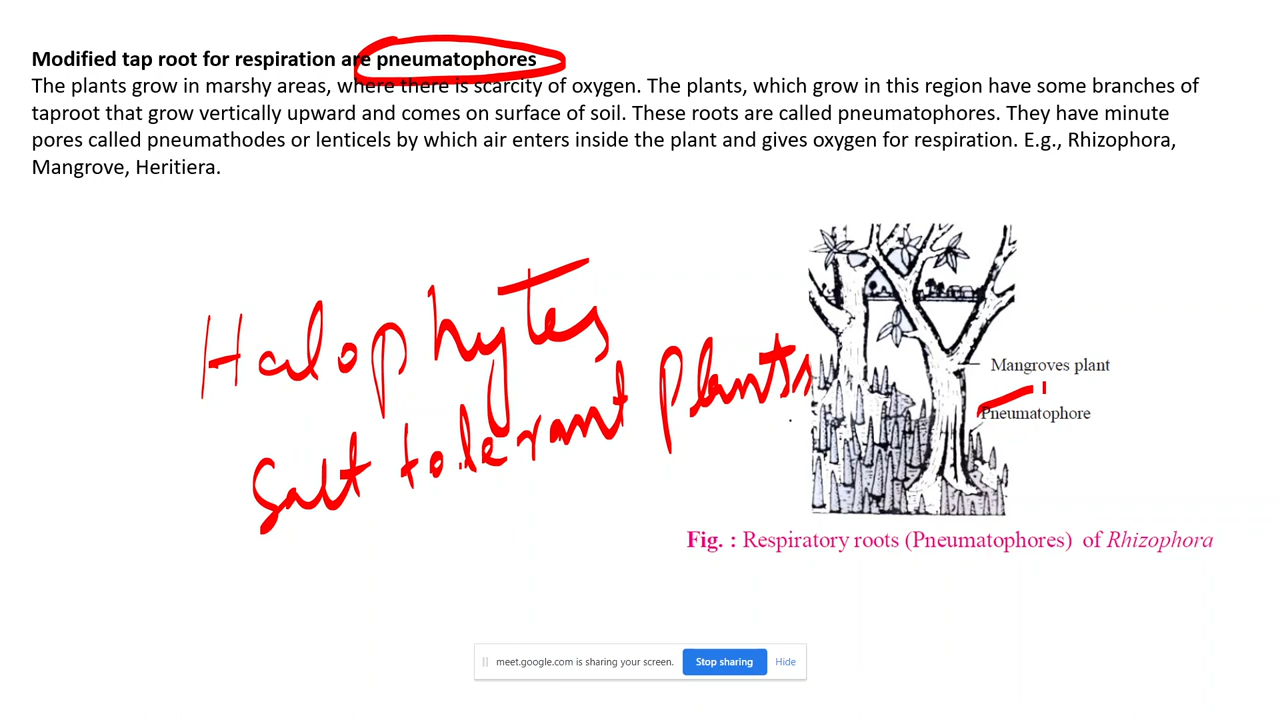 Modified tap root for respiration are pneumatophores
The plants grow in marshy areas, where there is scarcity of oxygen. The plants, which grow in this region have some branches of
taproot that grow vertically upward and comes on surface of soil. These roots are called pneumatophores. They have minute
pores called pneumathodes or lenticels by which air enters inside the plant and gives oxygen for respiration. E.g., Rhizophora,
Mangrove, Heritiera.
Halophytes
Salt tolerant Plants
Mangroves plant
Pneumatophore
Fig. : Respiratory roots (Pneumatophores) of Rhizophora
meet.google.com is sharing your screen.
Stop sharing
Hide